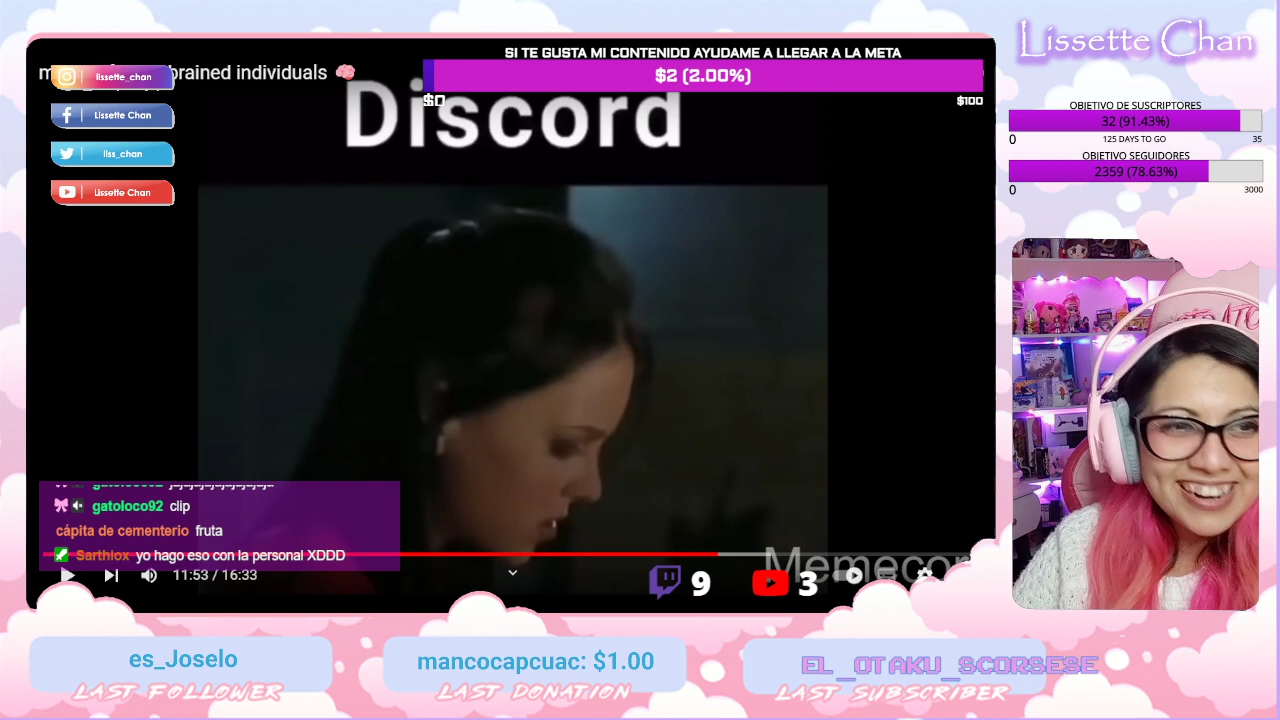 Lissette Chan
SI TE GUSTA MI CONTENIDO AYUDAME A LLEGAR A LA META
brained individuals 🧠
$2 (2.00%)
$0
$100
lissette_chan
Lissette Chan
liss_chan
Lissette Chan
Discord
OBJETIVO DE SUSCRIPTORES
32 (91.43%)
0
125 DAYS TO GO
35
OBJETIVO SEGUIDORES
2359 (78.63%)
0
3000
gatoloco92 clip
cápita de cementerio fruta
Sarthiox yo hago eso con la personal XDDD
11:53 / 16:33
9
3
es_Joselo
LAST FOLLOWER
mancocapcuac: $1.00
LAST DONATION
EL_OTAKU_SCORSESE
LAST SUBSCRIBER